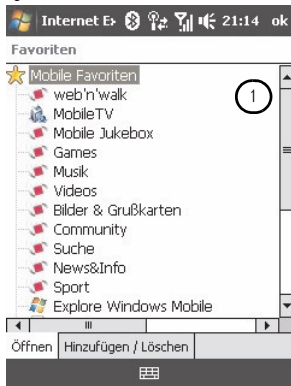 Internet E 21:14 ok
Favoriten
Mobile Favoriten
web'n'walk
1
MobileTV
Mobile Jukebox
Games
Musik
Videos
Bilder & Grußkarten
Community
Suche
News&Info
Sport
Explore Windows Mobile
Öffnen Hinzufügen / Löschen